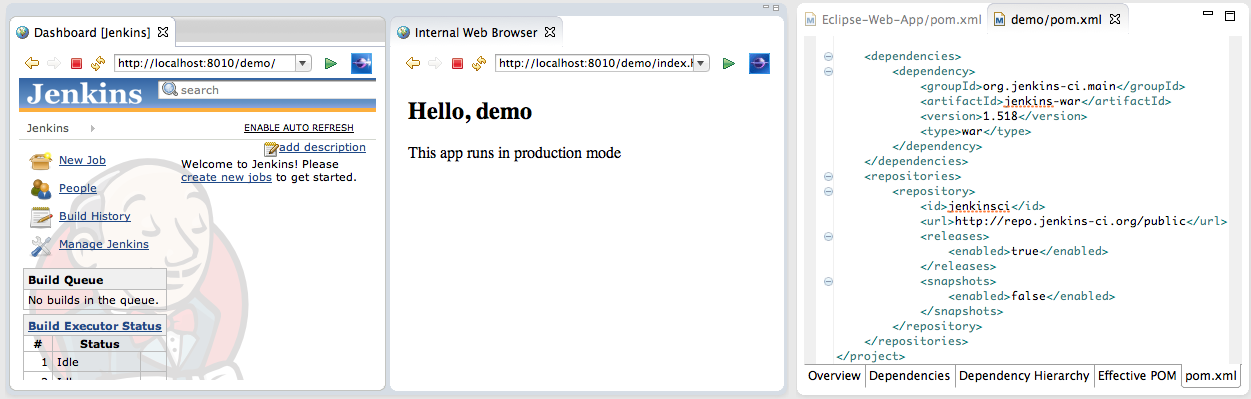 Dashboard [Jenkins]
http://localhost:8010/demo/
Jenkins
search
Jenkins
ENABLE AUTO REFRESH
add description
New Job
People
Build History
Manage Jenkins
Welcome to Jenkins! Please
create new jobs to get started.
Build Queue
No builds in the queue.
Build Executor Status
# Status
1 Idle
Internal Web Browser
http://localhost:8010/demo/index.
Hello, demo
This app runs in production mode
Eclipse-Web-App/pom.xml
demo/pom.xml
<dependencies>
<dependency>
<groupId>org.jenkins-ci.main</groupId>
<artifactId>jenkins-war</artifactId>
<version>1.518</version>
<type>war</type>
</dependency>
</dependencies>
<repositories>
<repository>
<id>jenkinsci</id>
<url>http://repo.jenkins-ci.org/public</url>
<releases>
<enabled>true</enabled>
</releases>
<snapshots>
<enabled>false</enabled>
</snapshots>
</repository>
</repositories>
</project>
Overview Dependencies Dependency Hierarchy Effective POM pom.xml